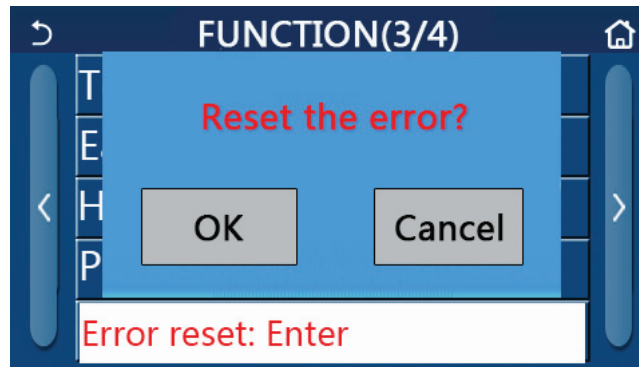 FUNCTION(3/4)
Reset the error?
OK
Cancel
Error reset: Enter